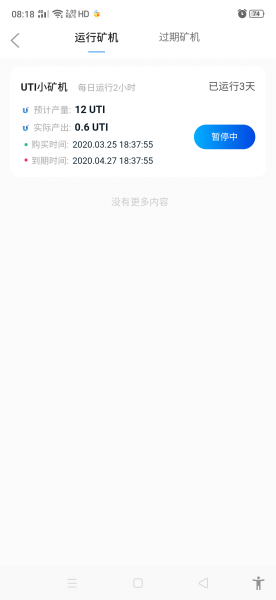 08:18 HD 74
运行矿机 过期矿机
UTI小矿机 每日运行2小时 已运行3天
预计产量: 12 UTI
实际产出: 0.6 UTI
暂停中
购买时间: 2020.03.25 18:37:55
到期时间: 2020.04.27 18:37:55
没有更多内容